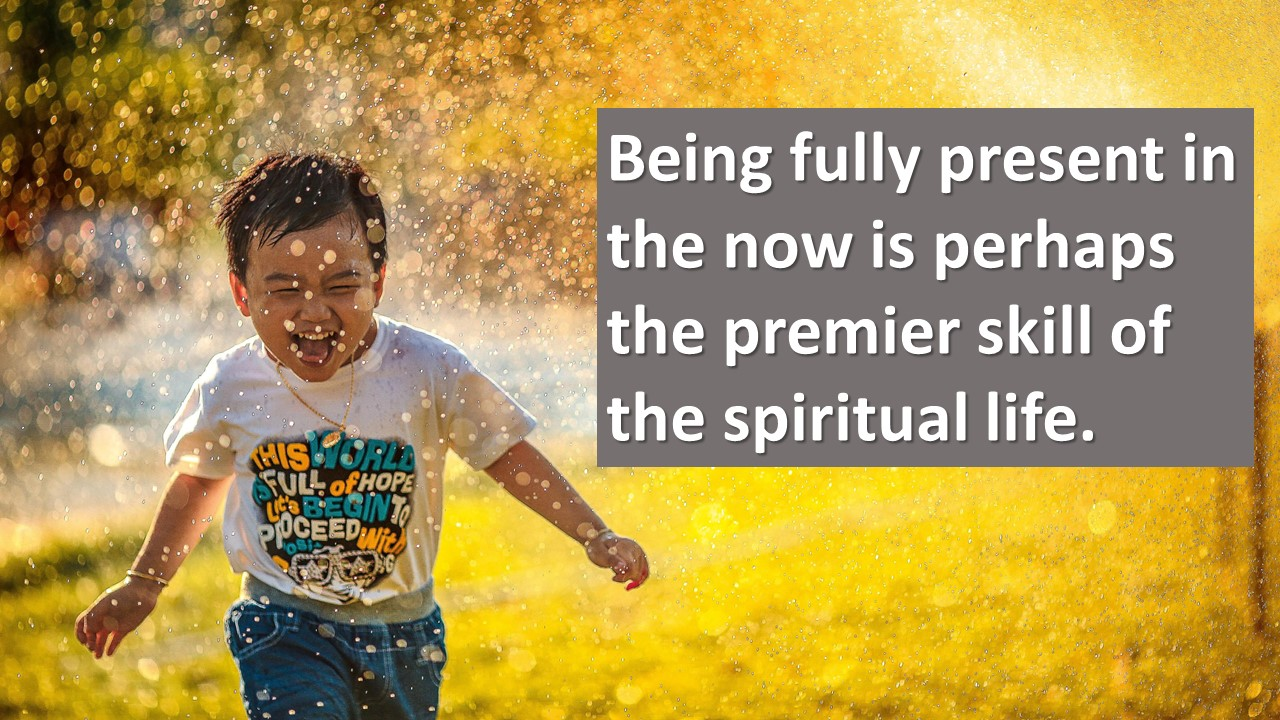 Being fully present in
the now is perhaps
the premier skill of
the spiritual life.
THIS WORLD
FULL of HOPE
Let's BEGIN TO
PROCEED With